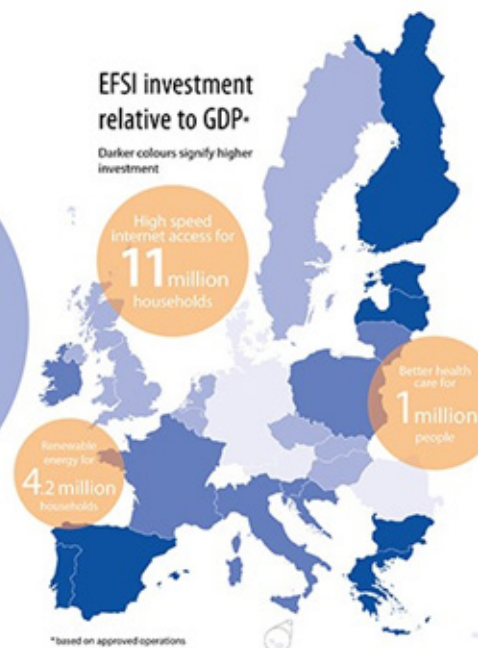 EFSI investment
relative to GDP*
Darker colours signify higher
investment
High speed
internet access for
11 million
households
Better health
care for
1 million
people
Renewable
energy for
4.2 million
households
*based on approved operations